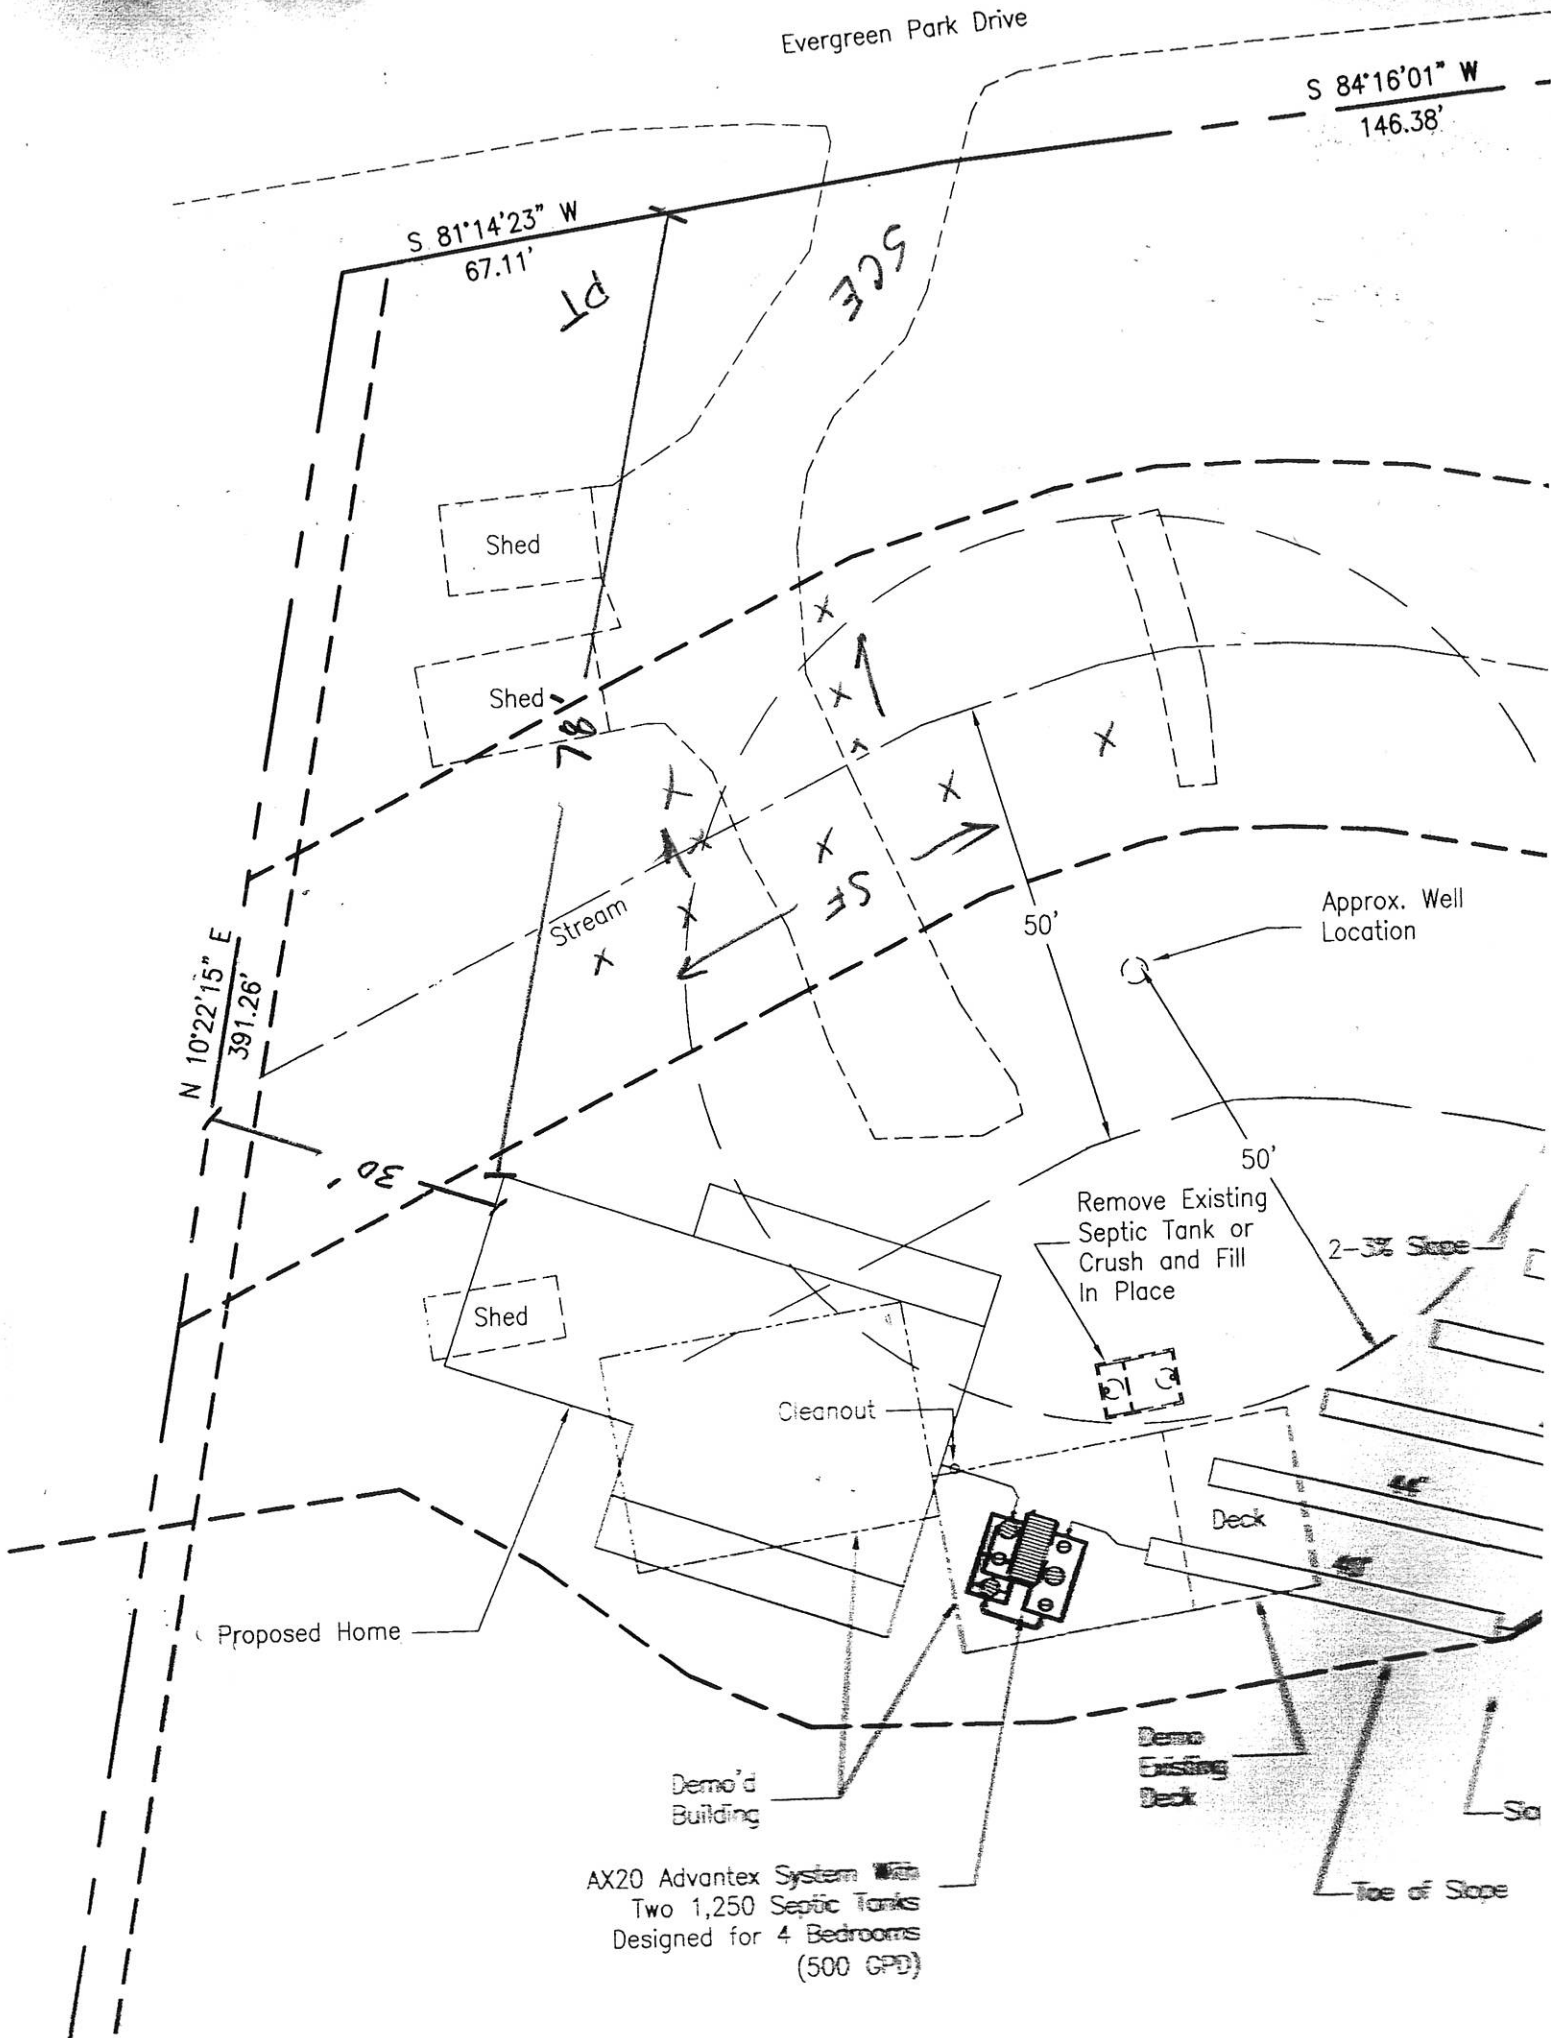 Evergreen Park Drive
S 84°16'01" W
146.38'
S 81°14'23" W
67.11'
PT
SCE
Shed
Shed
78'
Stream
SF
50'
Approx. Well
Location
N 10°22'15" E
391.26'
30'
50'
Remove Existing
Septic Tank or
Crush and Fill
In Place
2-3% Slope
Shed
Cleanout
Deck
Proposed Home
Demo'd
Building
Demo
Existing
Deck
AX20 Advantex System With
Two 1,250 Septic Tanks
Designed for 4 Bedrooms
(500 GPD)
Toe of Slope